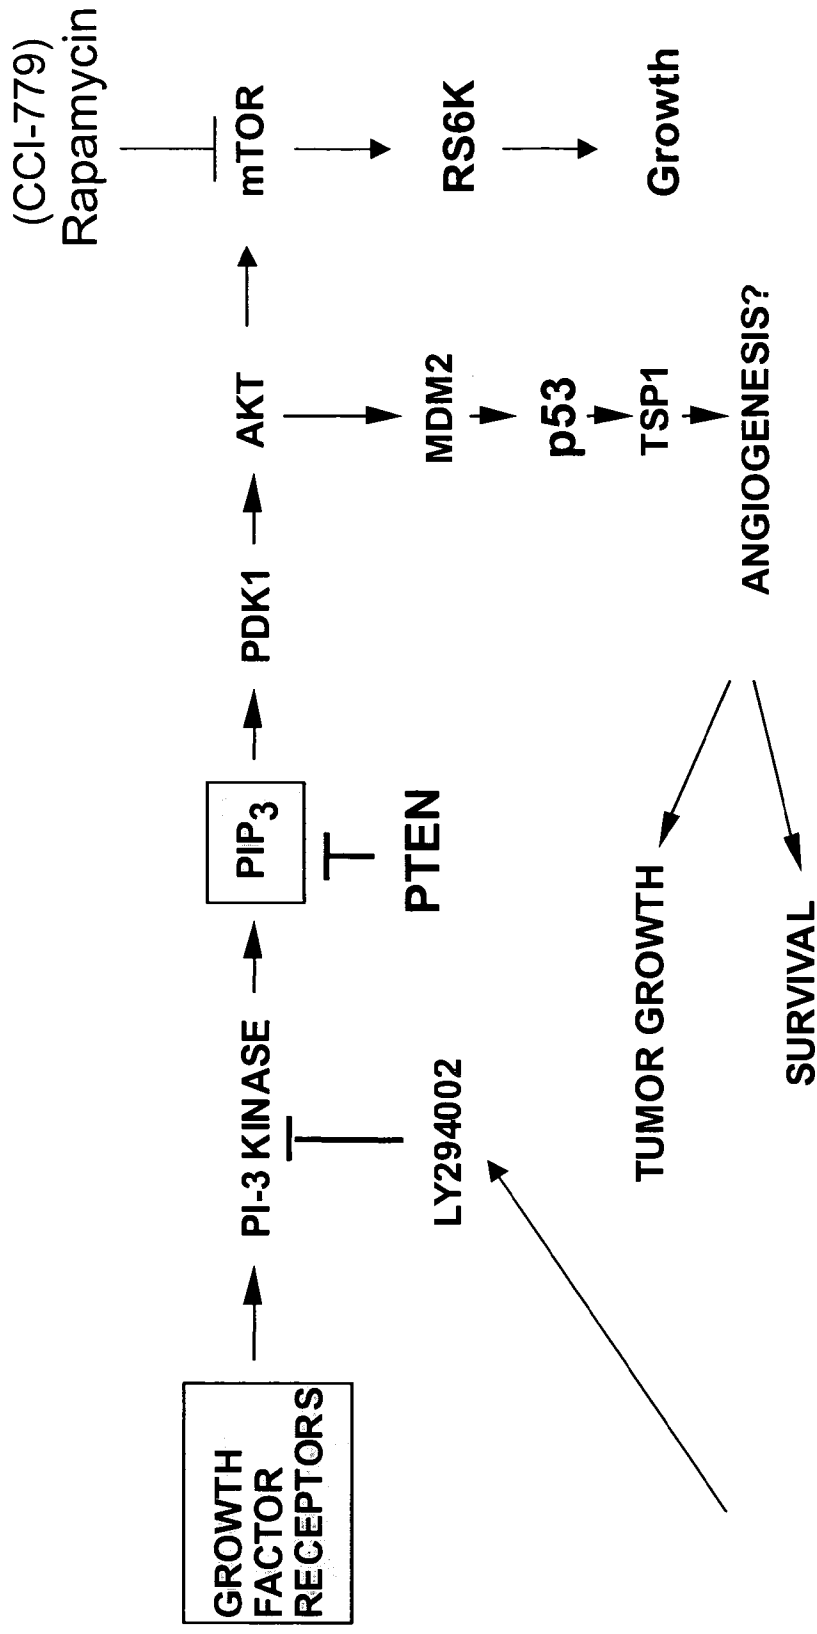 (CCI-779)
Rapamycin
GROWTH
FACTOR
RECEPTORS
PI-3 KINASE
PIP3
PDK1
AKT
mTOR
LY294002
PTEN
MDM2
RS6K
p53
TSP1
Growth
ANGIOGENESIS?
TUMOR GROWTH
SURVIVAL